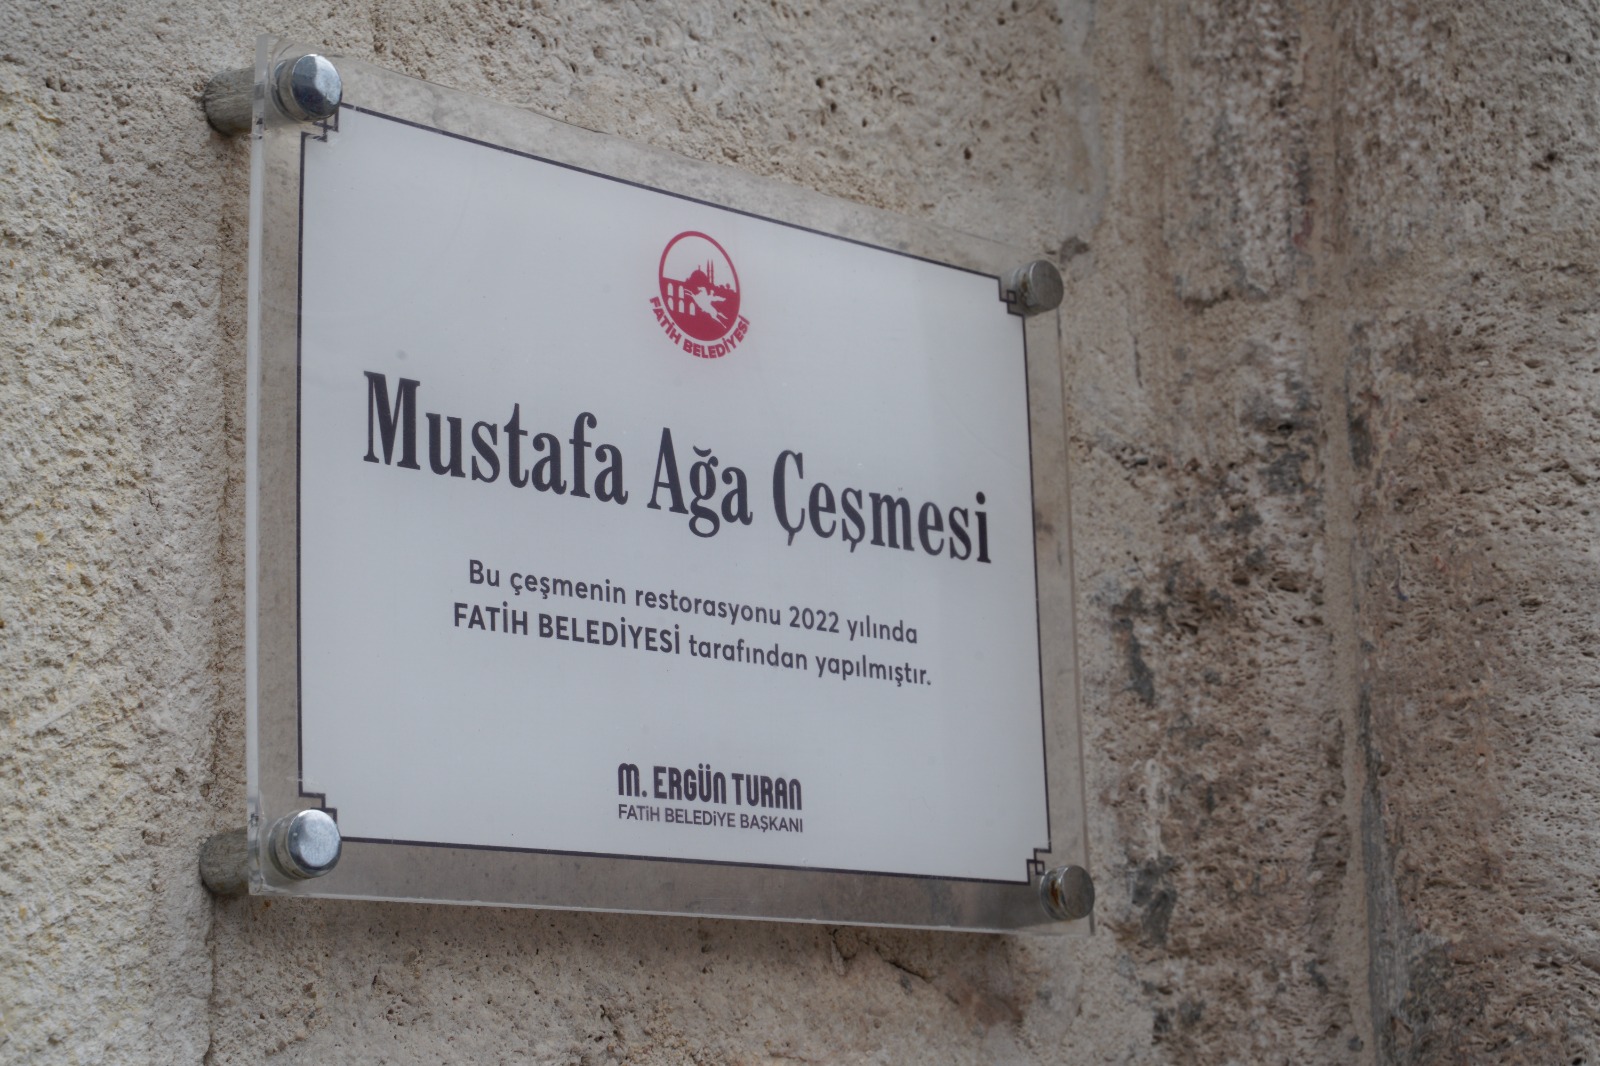 FATİH BELEDİYESİ
Mustafa Ağa Çeşmesi
Bu çeşmenin restorasyonu 2022 yılında
FATİH BELEDİYESİ tarafından yapılmıştır.
M. ERGÜN TURAN
FATİH BELEDİYE BAŞKANI